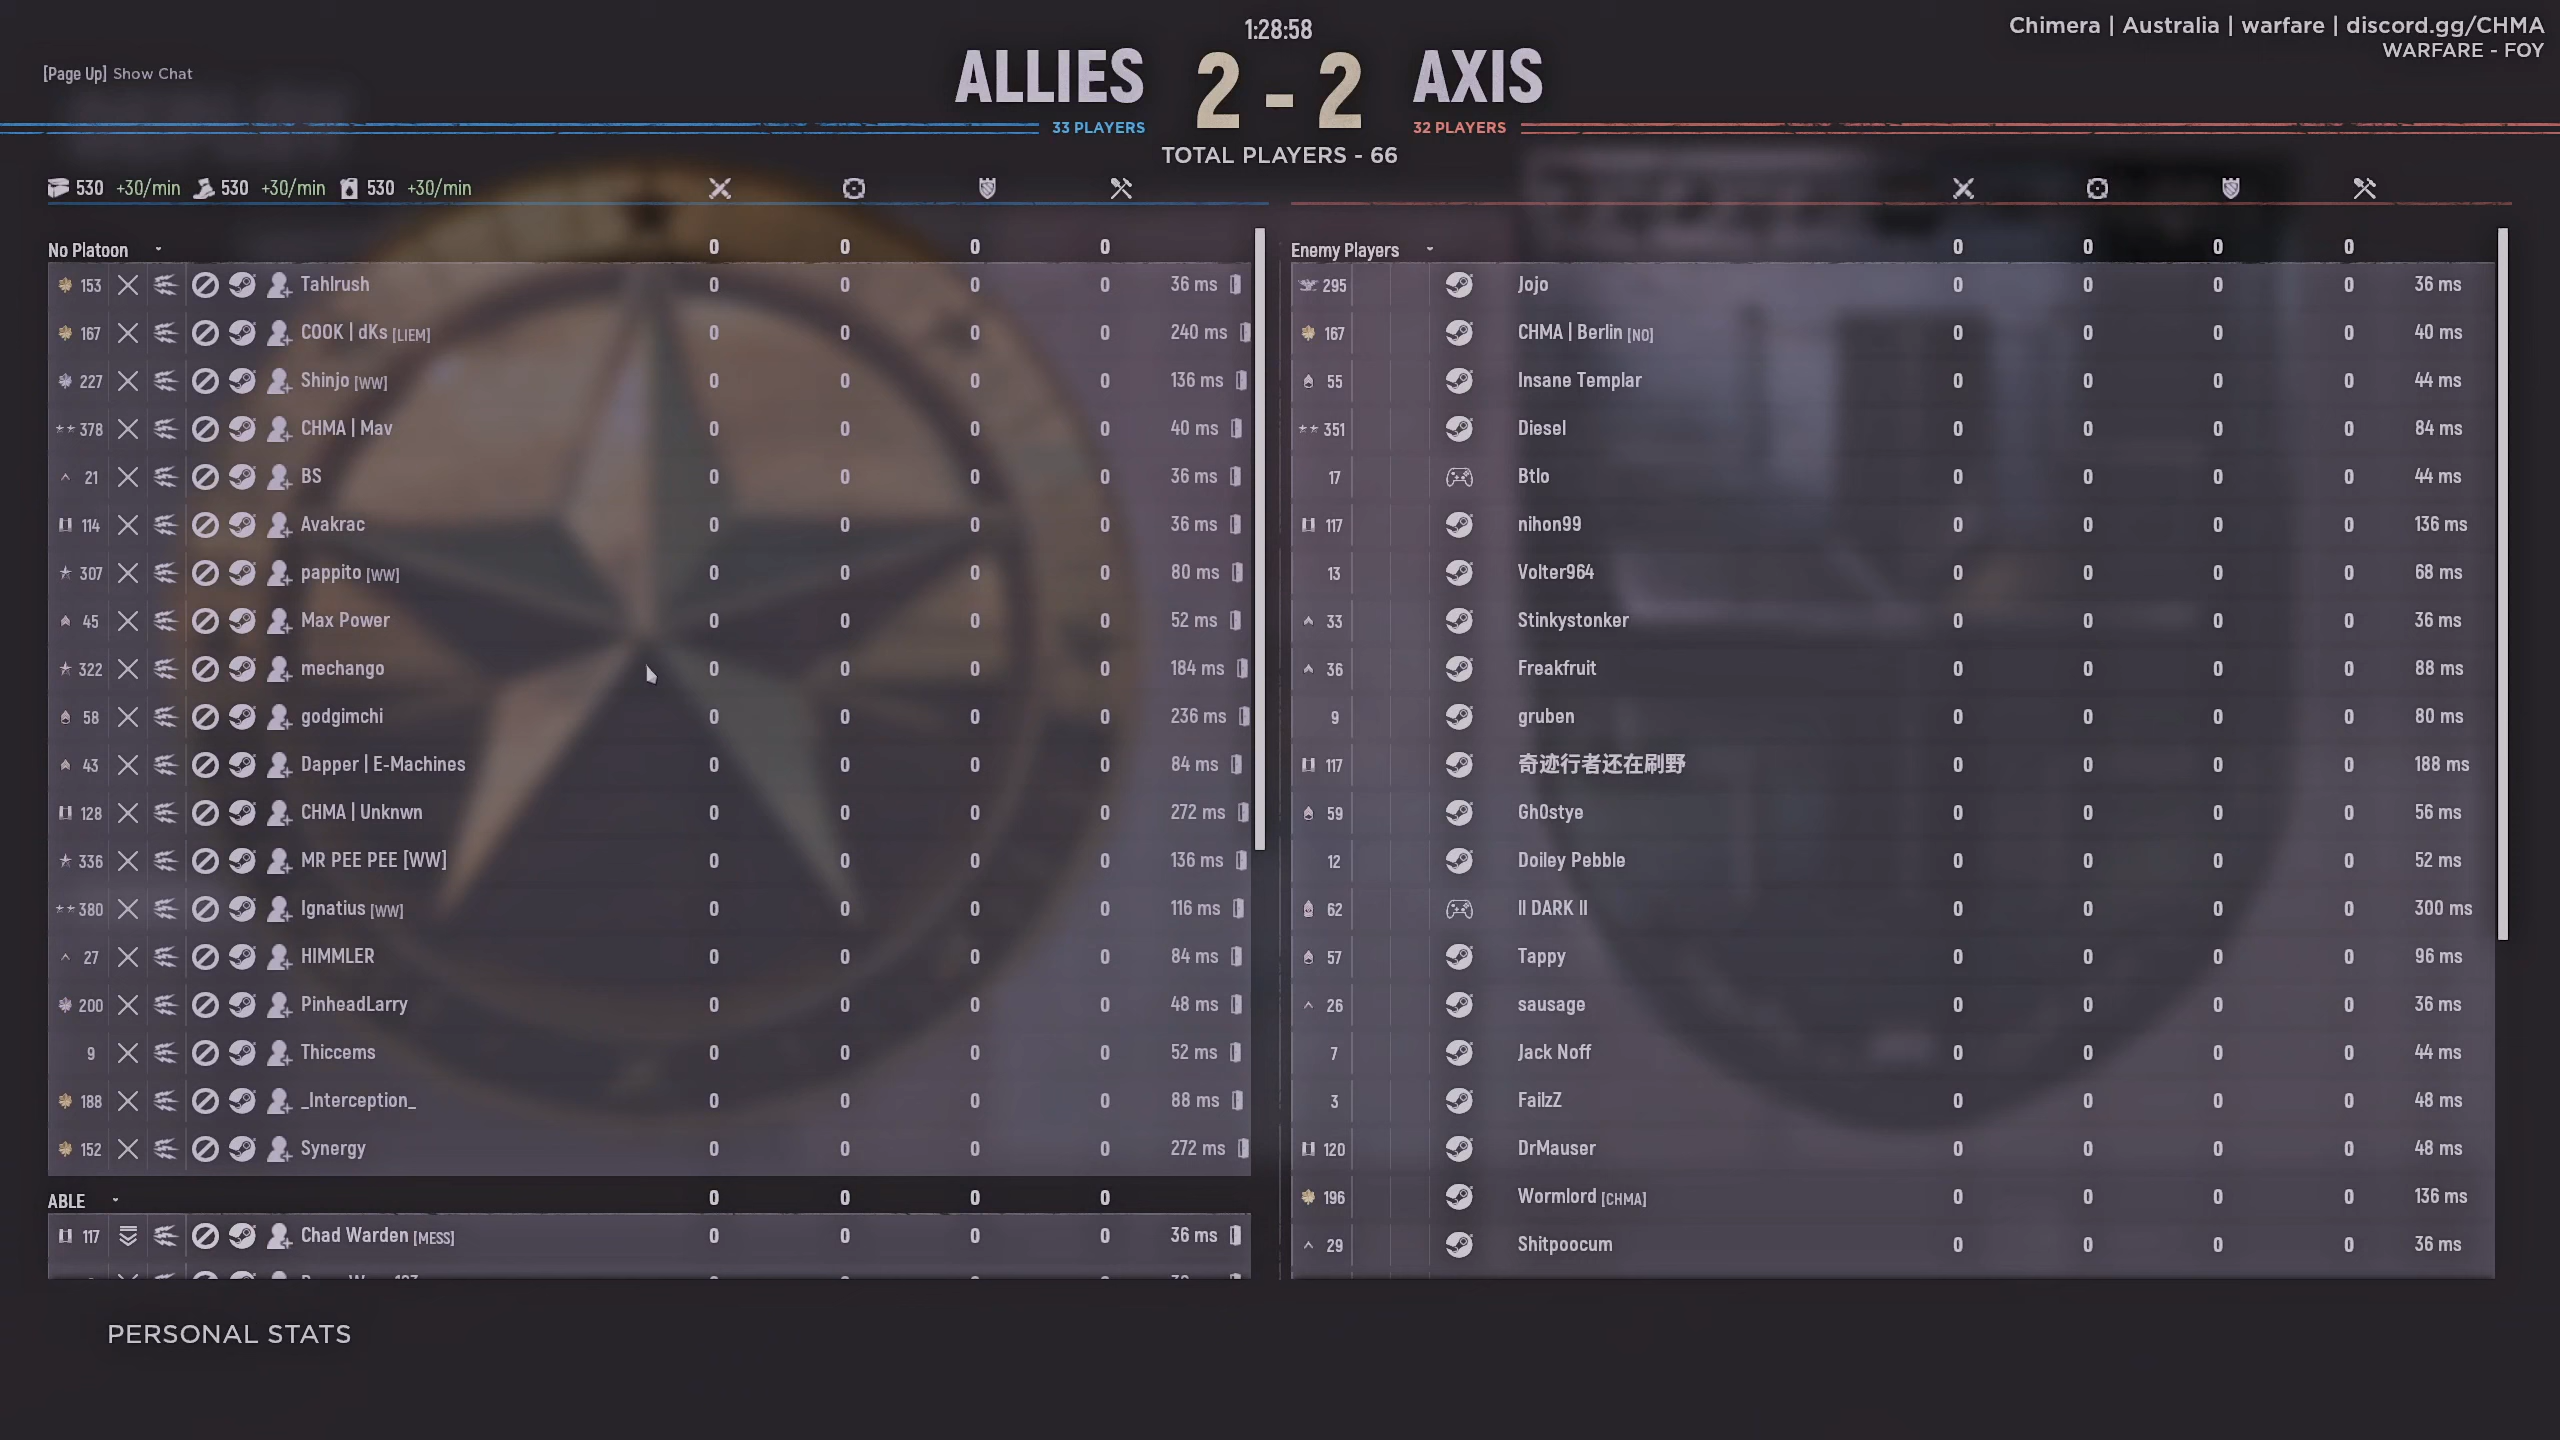 1:28:58
Chimera | Australia | warfare | discord.gg/CHMA
WARFARE - FOY
[Page Up] Show Chat
ALLIES 2 - 2 AXIS
33 PLAYERS 32 PLAYERS
TOTAL PLAYERS - 66
530 +30/min 530 +30/min 530 +30/min
No Platoon 0 0 0 0
153 Tahlrush 0 0 0 0 36 ms
167 COOK | dKs [LIEM] 0 0 0 0 240 ms
227 Shinjo [WW] 0 0 0 0 136 ms
378 CHMA | Mav 0 0 0 0 40 ms
21 BS 0 0 0 0 36 ms
114 Avakrac 0 0 0 0 36 ms
307 pappito [WW] 0 0 0 0 80 ms
45 Max Power 0 0 0 0 52 ms
322 mechango 0 0 0 0 184 ms
58 godgimchi 0 0 0 0 236 ms
43 Dapper | E-Machines 0 0 0 0 84 ms
128 CHMA | Unknwn 0 0 0 0 272 ms
336 MR PEE PEE [WW] 0 0 0 0 136 ms
380 Ignatius [WW] 0 0 0 0 116 ms
27 HIMMLER 0 0 0 0 84 ms
200 PinheadLarry 0 0 0 0 48 ms
9 Thiccems 0 0 0 0 52 ms
188 _Interception_ 0 0 0 0 88 ms
152 Synergy 0 0 0 0 272 ms
ABLE 0 0 0 0
117 Chad Warden [MESS] 0 0 0 0 36 ms
Enemy Players 0 0 0 0
295 Jojo 0 0 0 0 36 ms
167 CHMA | Berlin [NO] 0 0 0 0 40 ms
55 Insane Templar 0 0 0 0 44 ms
351 Diesel 0 0 0 0 84 ms
17 Btlo 0 0 0 0 44 ms
117 nihon99 0 0 0 0 136 ms
13 Volter964 0 0 0 0 68 ms
33 Stinkystonker 0 0 0 0 36 ms
36 Freakfruit 0 0 0 0 88 ms
9 gruben 0 0 0 0 80 ms
117 奇迹行者还在刷野 0 0 0 0 188 ms
59 Gh0stye 0 0 0 0 56 ms
12 Doiley Pebble 0 0 0 0 52 ms
62 II DARK II 0 0 0 0 300 ms
57 Tappy 0 0 0 0 96 ms
26 sausage 0 0 0 0 36 ms
7 Jack Noff 0 0 0 0 44 ms
3 FailzZ 0 0 0 0 48 ms
120 DrMauser 0 0 0 0 48 ms
196 Wormlord [CHMA] 0 0 0 0 136 ms
29 Shitpoocum 0 0 0 0 36 ms
PERSONAL STATS